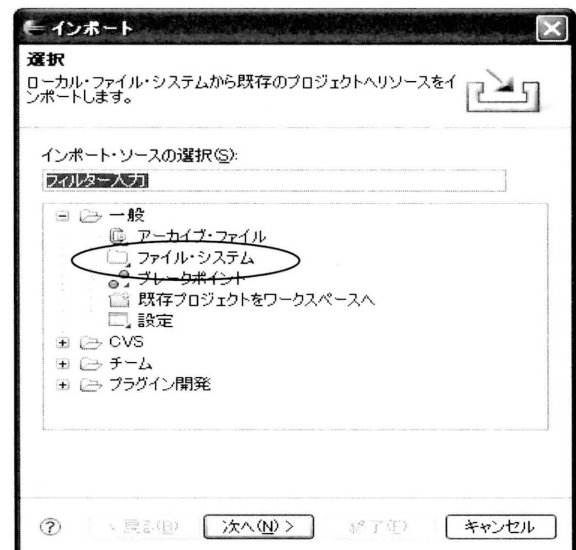 インポート
選択
ローカル・ファイル・システムから既存のプロジェクトへリソースをイ
ンポートします。
インポート・ソースの選択(S):
フィルター入力
一般
アーカイブ・ファイル
ファイル・システム
ブレークポイント
既存プロジェクトをワークスペースへ
設定
CVS
チーム
プラグイン開発
< 戻る(B) 次へ(N) > 終了(F) キャンセル